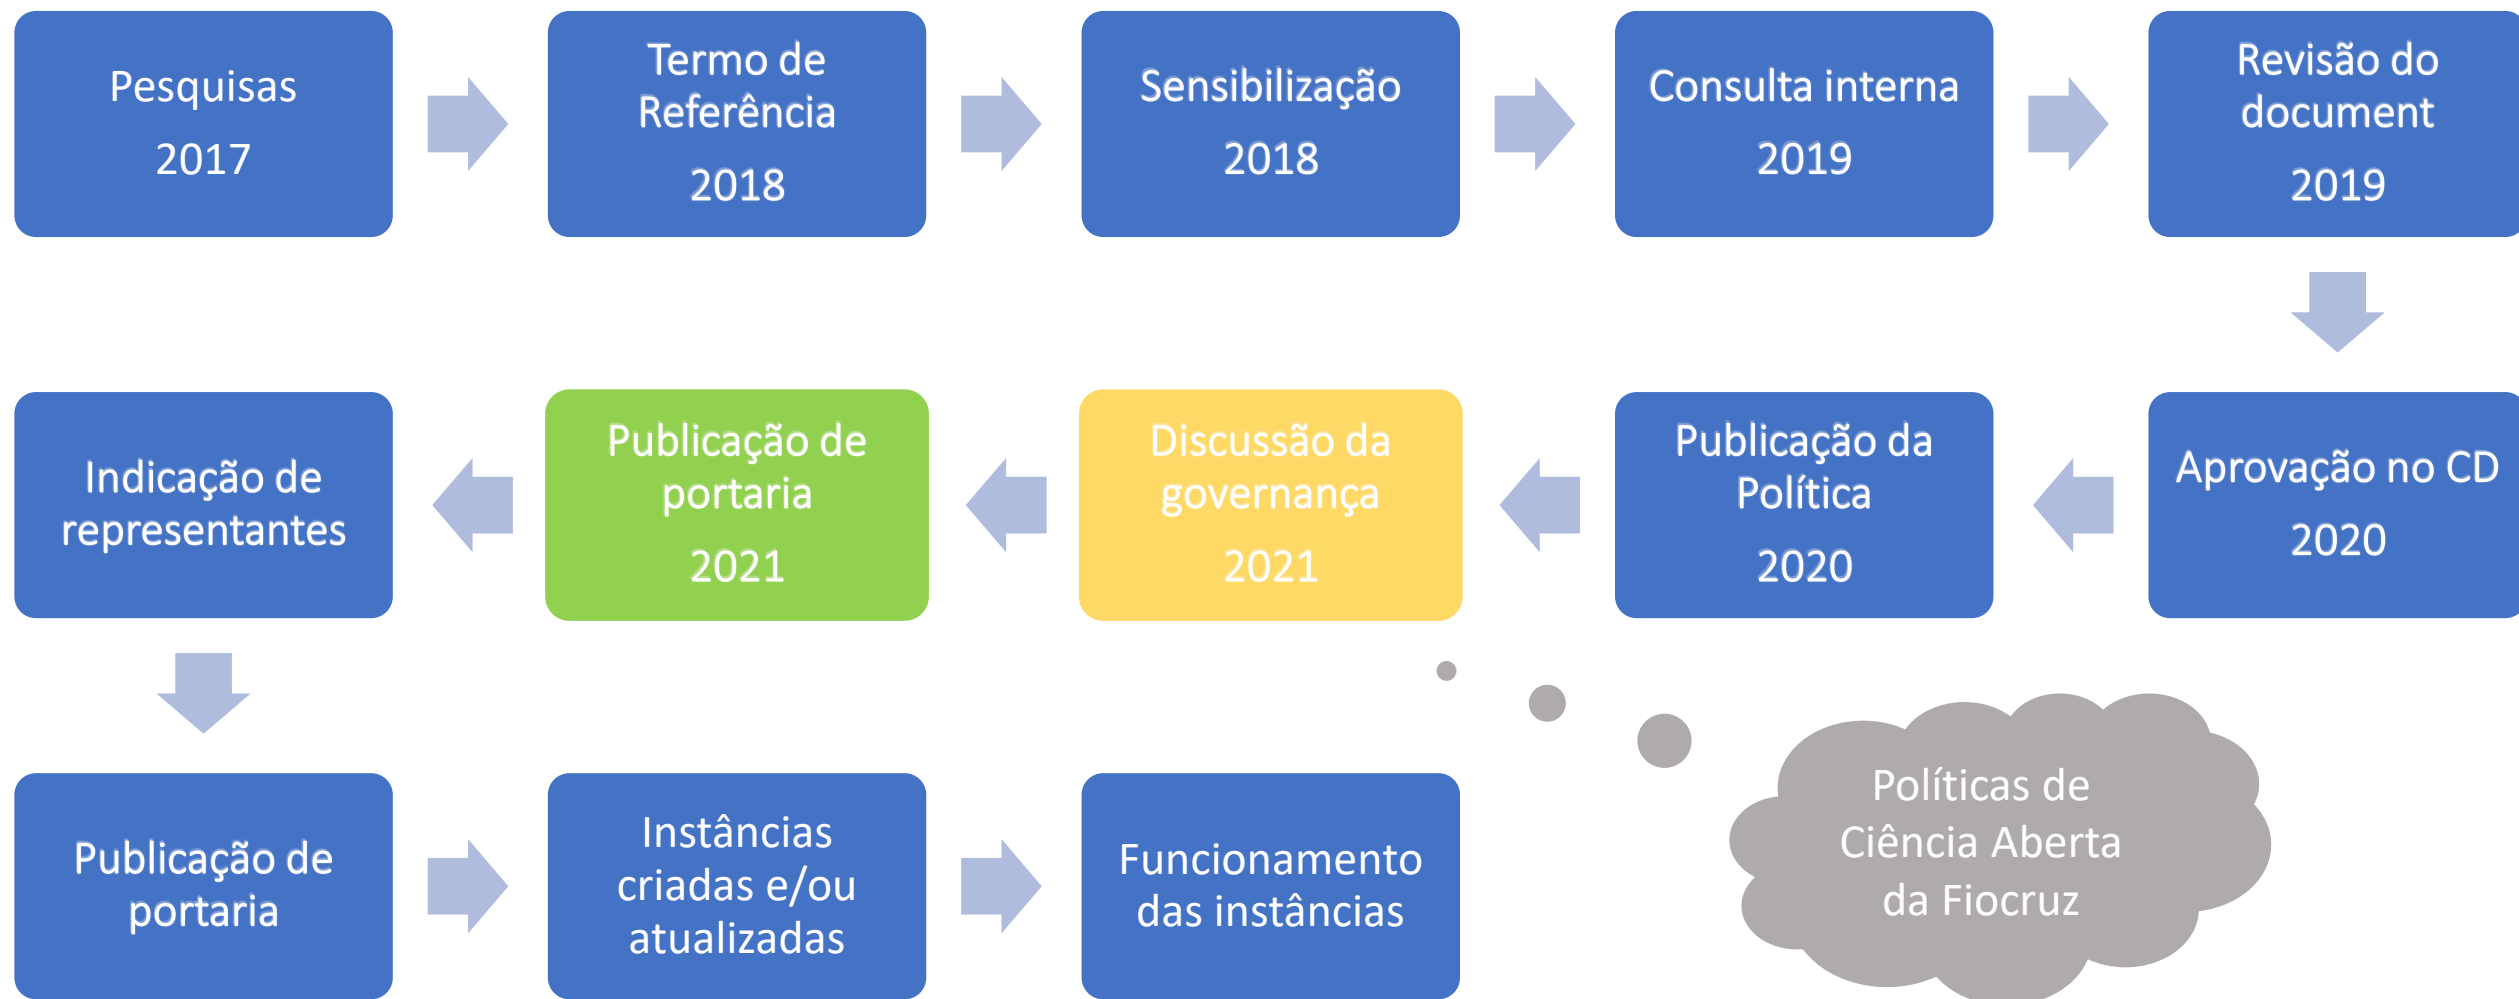 Pesquisas
2017
Termo de
Referência
2018
Sensibilização
2018
Consulta interna
2019
Revisão do
document
2019
Aprovação no CD
2020
Publicação da
Política
2020
Discussão da
governança
2021
Publicação de
portaria
2021
Indicação de
representantes
Publicação de
portaria
Instâncias
criadas e/ou
atualizadas
Funcionamento
das instâncias
Políticas de
Ciência Aberta
da Fiocruz